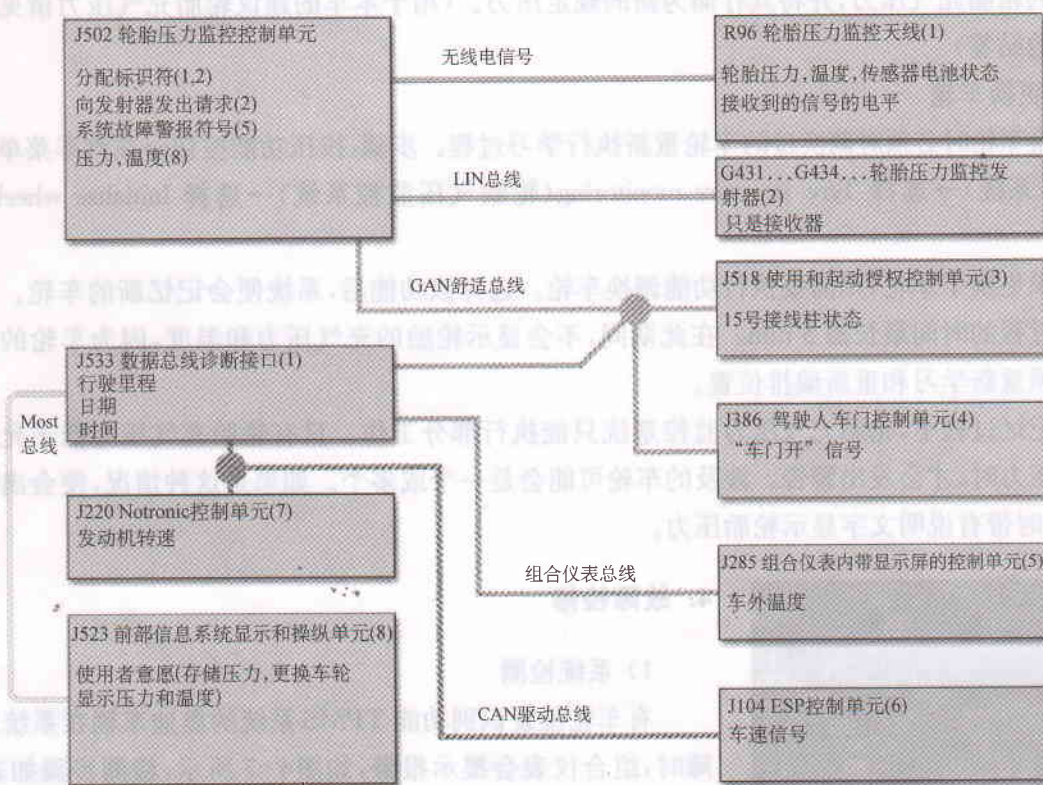 J502 轮胎压力监控控制单元
分配标识符(1,2)
向发射器发出请求(2)
系统故障警报符号(5)
压力,温度(8)
无线电信号
R96 轮胎压力监控天线(1)
轮胎压力,温度,传感器电池状态
接收到的信号的电平
LIN总线
G431...G434...轮胎压力监控发
射器(2)
只是接收器
GAN舒适总线
J518 使用和起动授权控制单元(3)
15号接线柱状态
J533 数据总线诊断接口(1)
行驶里程
日期
时间
Most
总线
J386 驾驶人车门控制单元(4)
“车门开”信号
J220 Notronic控制单元(7)
发动机转速
组合仪表总线
J285 组合仪表内带显示屏的控制单元(5)
车外温度
J523 前部信息系统显示和操纵单元(8)
使用者意愿(存储压力,更换车轮
显示压力和温度)
CAN驱动总线
J104 ESP控制单元(6)
车速信号